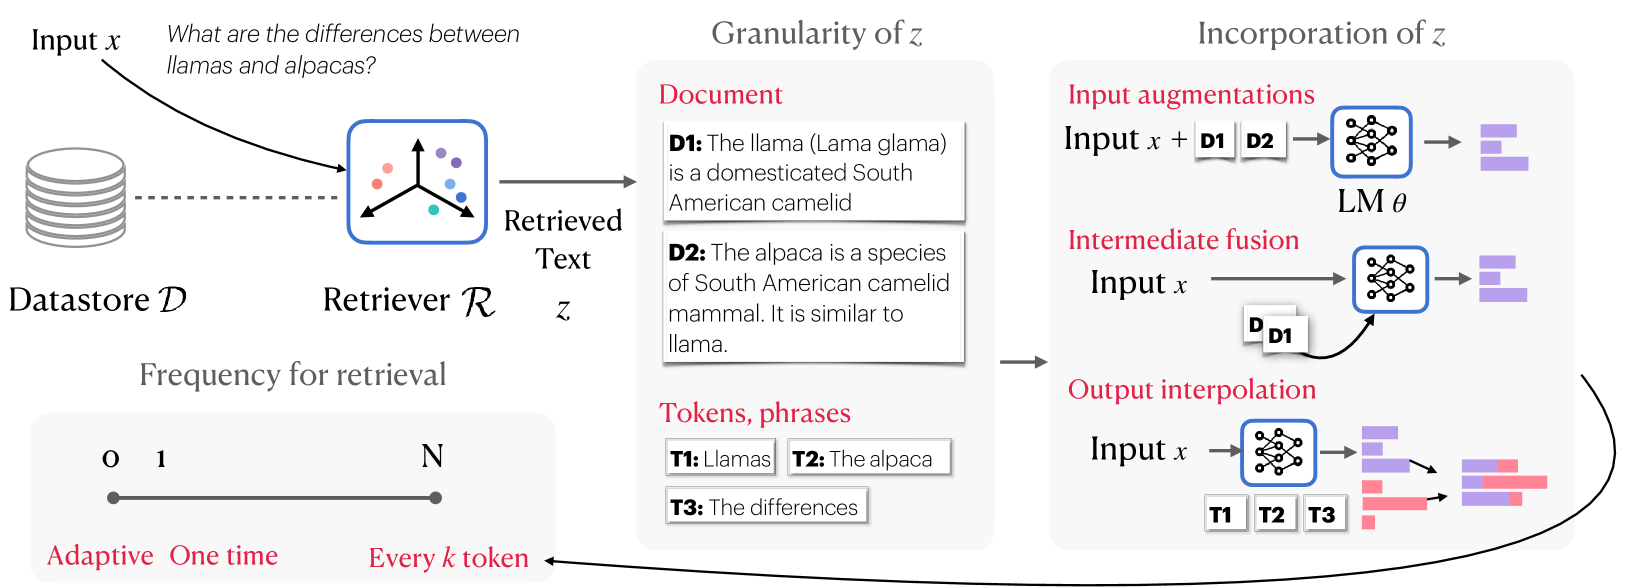 Input x
What are the differences between
llamas and alpacas?
Datastore 𝒟
Retriever ℛ
Retrieved
Text
z
Frequency for retrieval
0 1 N
Adaptive One time Every k token
Granularity of z
Document
D1: The llama (Lama glama)
is a domesticated South
American camelid
D2: The alpaca is a species
of South American camelid
mammal. It is similar to
llama.
Tokens, phrases
T1: Llamas T2: The alpaca
T3: The differences
Incorporation of z
Input augmentations
Input x + D1 D2
LM θ
Intermediate fusion
Input x
D
D1
Output interpolation
Input x
T1 T2 T3